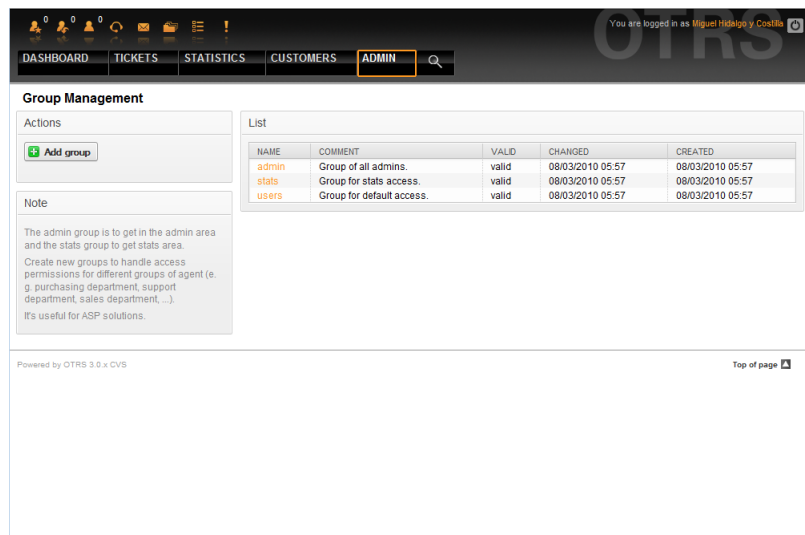 0 0 0
You are logged in as Miguel Hidalgo y Costilla
OTRS
DASHBOARD TICKETS STATISTICS CUSTOMERS ADMIN
Group Management
Actions
Add group
Note
The admin group is to get in the admin area
and the stats group to get stats area.
Create new groups to handle access
permissions for different groups of agent (e.
g. purchasing department, support
department, sales department, ...).
It's useful for ASP solutions.
List
NAME COMMENT VALID CHANGED CREATED
admin Group of all admins. valid 08/03/2010 05:57 08/03/2010 05:57
stats Group for stats access. valid 08/03/2010 05:57 08/03/2010 05:57
users Group for default access. valid 08/03/2010 05:57 08/03/2010 05:57
Powered by OTRS 3.0.x CVS
Top of page